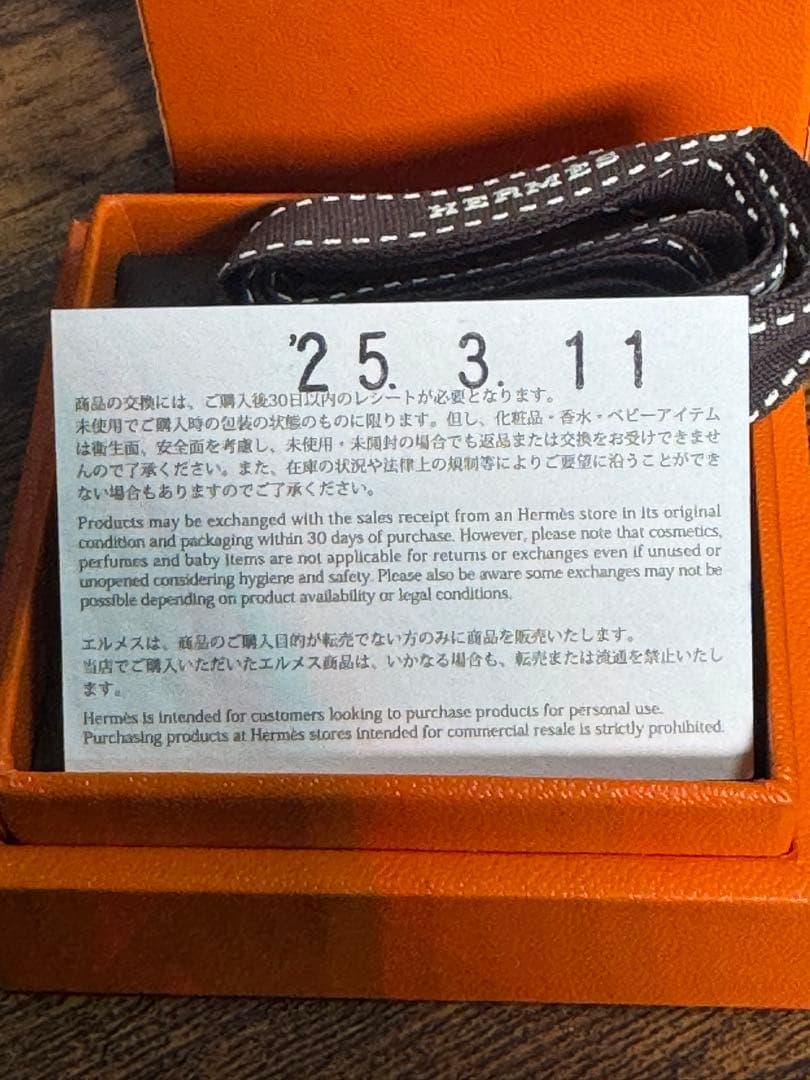 HERMES
'25. 3. 11
商品の交換には、ご購入後30日以内のレシートが必要となります。
未使用でご購入時の包装の状態のものに限ります。但し、化粧品・香水・ベビーアイテム
は衛生面、安全面を考慮し、未使用・未開封の場合でも返品または交換をお受けできませ
んので了承ください。また、在庫の状況や法律上の規制等によりご要望に沿うことができ
ない場合もありますのでご了承ください。
Products may be exchanged with the sales receipt from an Hermès store in its original
condition and packaging within 30 days of purchase. However, please note that cosmetics,
perfumes and baby items are not applicable for returns or exchanges even if unused or
unopened considering hygiene and safety. Please also be aware some exchanges may not be
possible depending on product availability or legal conditions.
エルメスは、商品のご購入目的が転売でない方のみに商品を販売いたします。
当店でご購入いただいたエルメス商品は、いかなる場合も、転売または流通を禁止いたし
ます。
Hermès is intended for customers looking to purchase products for personal use.
Purchasing products at Hermès stores intended for commercial resale is strictly prohibited.